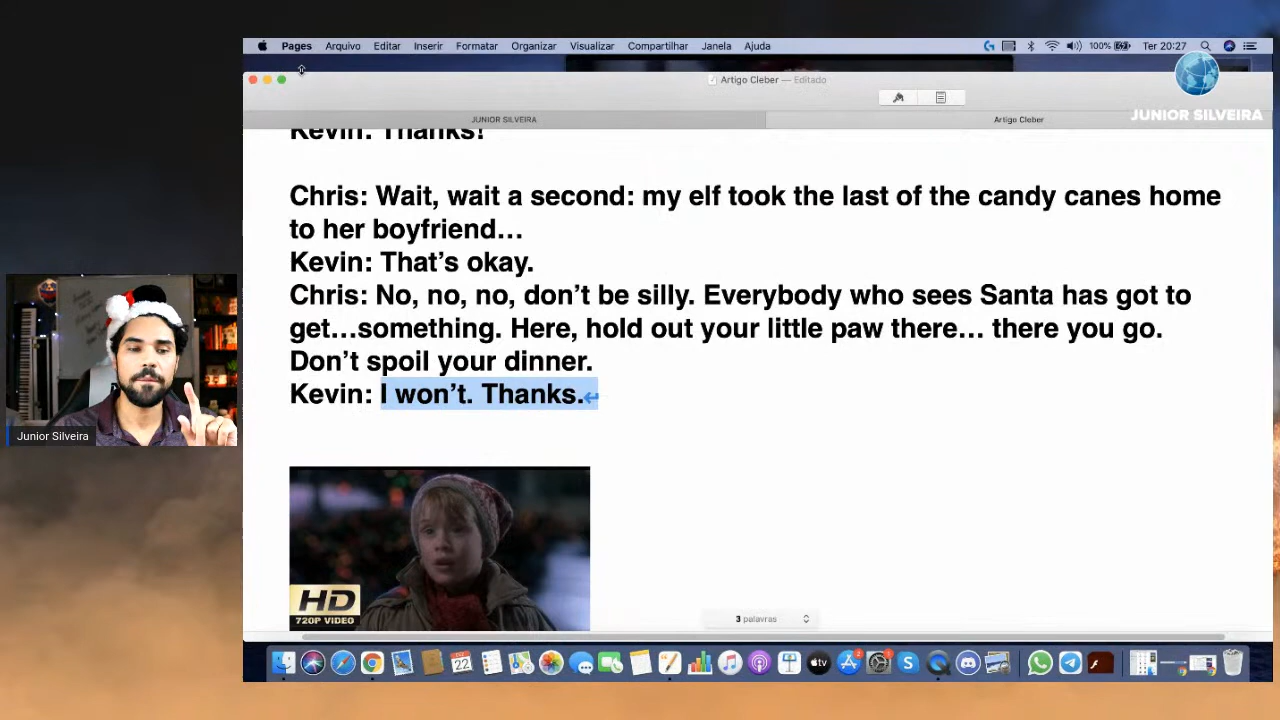 Pages Arquivo Editar Inserir Formatar Organizar Visualizar Compartilhar Janela Ajuda 100% Ter 20:27
Artigo Cleber — Editado
JUNIOR SILVEIRA
JUNIOR SILVEIRA Artigo Cleber
Kevin: Thanks!
Chris: Wait, wait a second: my elf took the last of the candy canes home
to her boyfriend…
Kevin: That’s okay.
Chris: No, no, no, don’t be silly. Everybody who sees Santa has got to
get…something. Here, hold out your little paw there… there you go.
Don’t spoil your dinner.
Kevin: I won’t. Thanks.
Junior Silveira
HD
720P VIDEO
3 palavras
22
tv